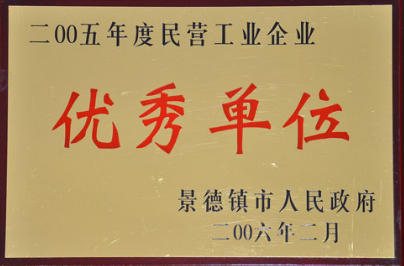 二00五年度民营工业企业
优秀单位
景德镇市人民政府
二00六年二月